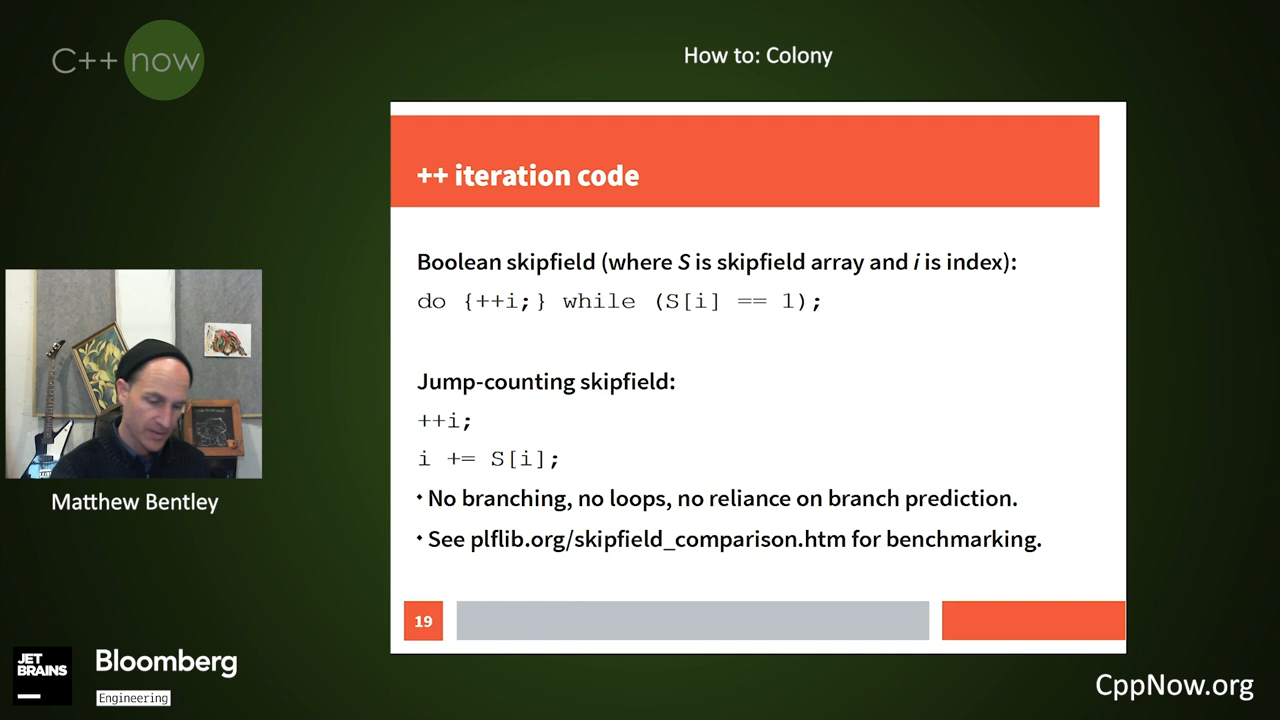 C++ now
How to: Colony
++ iteration code
Boolean skipfield (where S is skipfield array and i is index):
do {++i;} while (S[i] == 1);
Jump-counting skipfield:
++i;
i += S[i];
• No branching, no loops, no reliance on branch prediction.
• See plflib.org/skipfield_comparison.htm for benchmarking.
19
Matthew Bentley
JET
BRAINS
Bloomberg
Engineering
CppNow.org